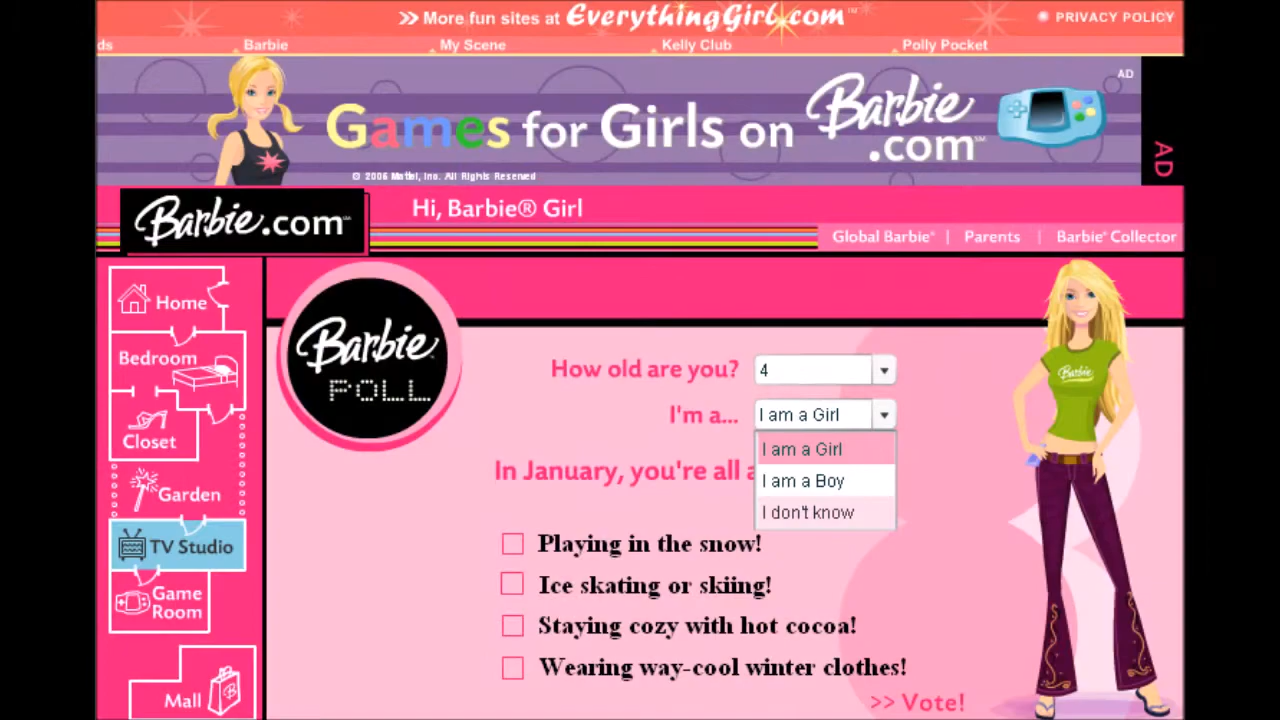 >> More fun sites at EverythingGirl.com™
PRIVACY POLICY
ds Barbie My Scene Kelly Club Polly Pocket
AD
Games for Girls on Barbie.com
AD
© 2006 Mattel, Inc. All Rights Reserved
Barbie.com
Hi, Barbie® Girl
Global Barbie® | Parents | Barbie® Collector
Home
Bedroom
Closet
Garden
TV Studio
Game
Room
Mall
B
Barbie
POLL
How old are you? 4
I'm a... I am a Girl
I am a Girl
I am a Boy
I don't know
In January, you're all a
Playing in the snow!
Ice skating or skiing!
Staying cozy with hot cocoa!
Wearing way-cool winter clothes!
>> Vote!
Barbie